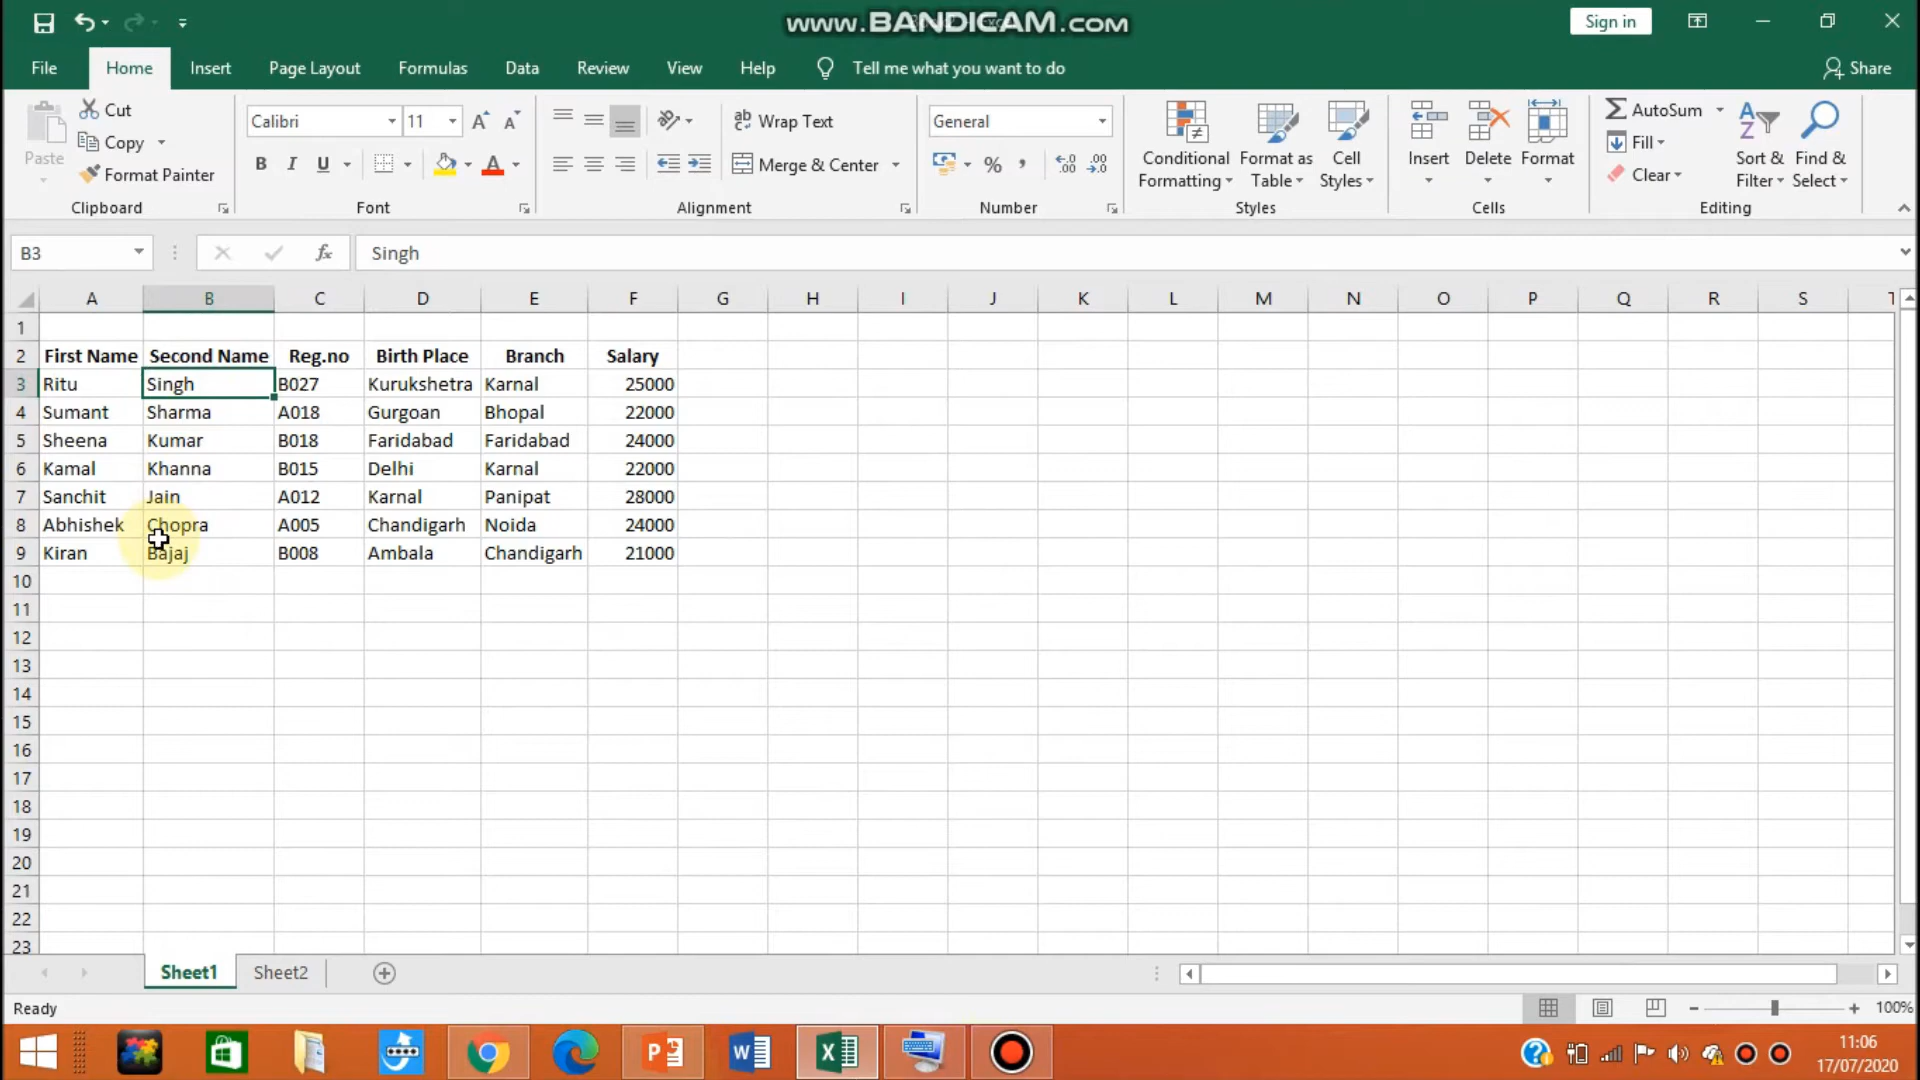 www.BANDICAM.com
Sign in
File Home Insert Page Layout Formulas Data Review View Help Tell me what you want to do Share
Paste
Cut
Copy
Format Painter
Clipboard
Calibri 11
B I U A
Font
Wrap Text
Merge & Center
Alignment
General
%
Number
Conditional Formatting
Format as Table
Cell Styles
Styles
Insert Delete Format
Cells
AutoSum
Fill
Clear
Sort & Filter
Find & Select
Editing
B3 fx Singh
A B C D E F G H I J K L M N O P Q R S
1
2 First Name Second Name Reg.no Birth Place Branch Salary
3 Ritu Singh B027 Kurukshetra Karnal 25000
4 Sumant Sharma A018 Gurgoan Bhopal 22000
5 Sheena Kumar B018 Faridabad Faridabad 24000
6 Kamal Khanna B015 Delhi Karnal 22000
7 Sanchit Jain A012 Karnal Panipat 28000
8 Abhishek Chopra A005 Chandigarh Noida 24000
9 Kiran Bajaj B008 Ambala Chandigarh 21000
10
11
12
13
14
15
16
17
18
19
20
21
22
23
Sheet1 Sheet2
Ready 100%
11:06
17/07/2020